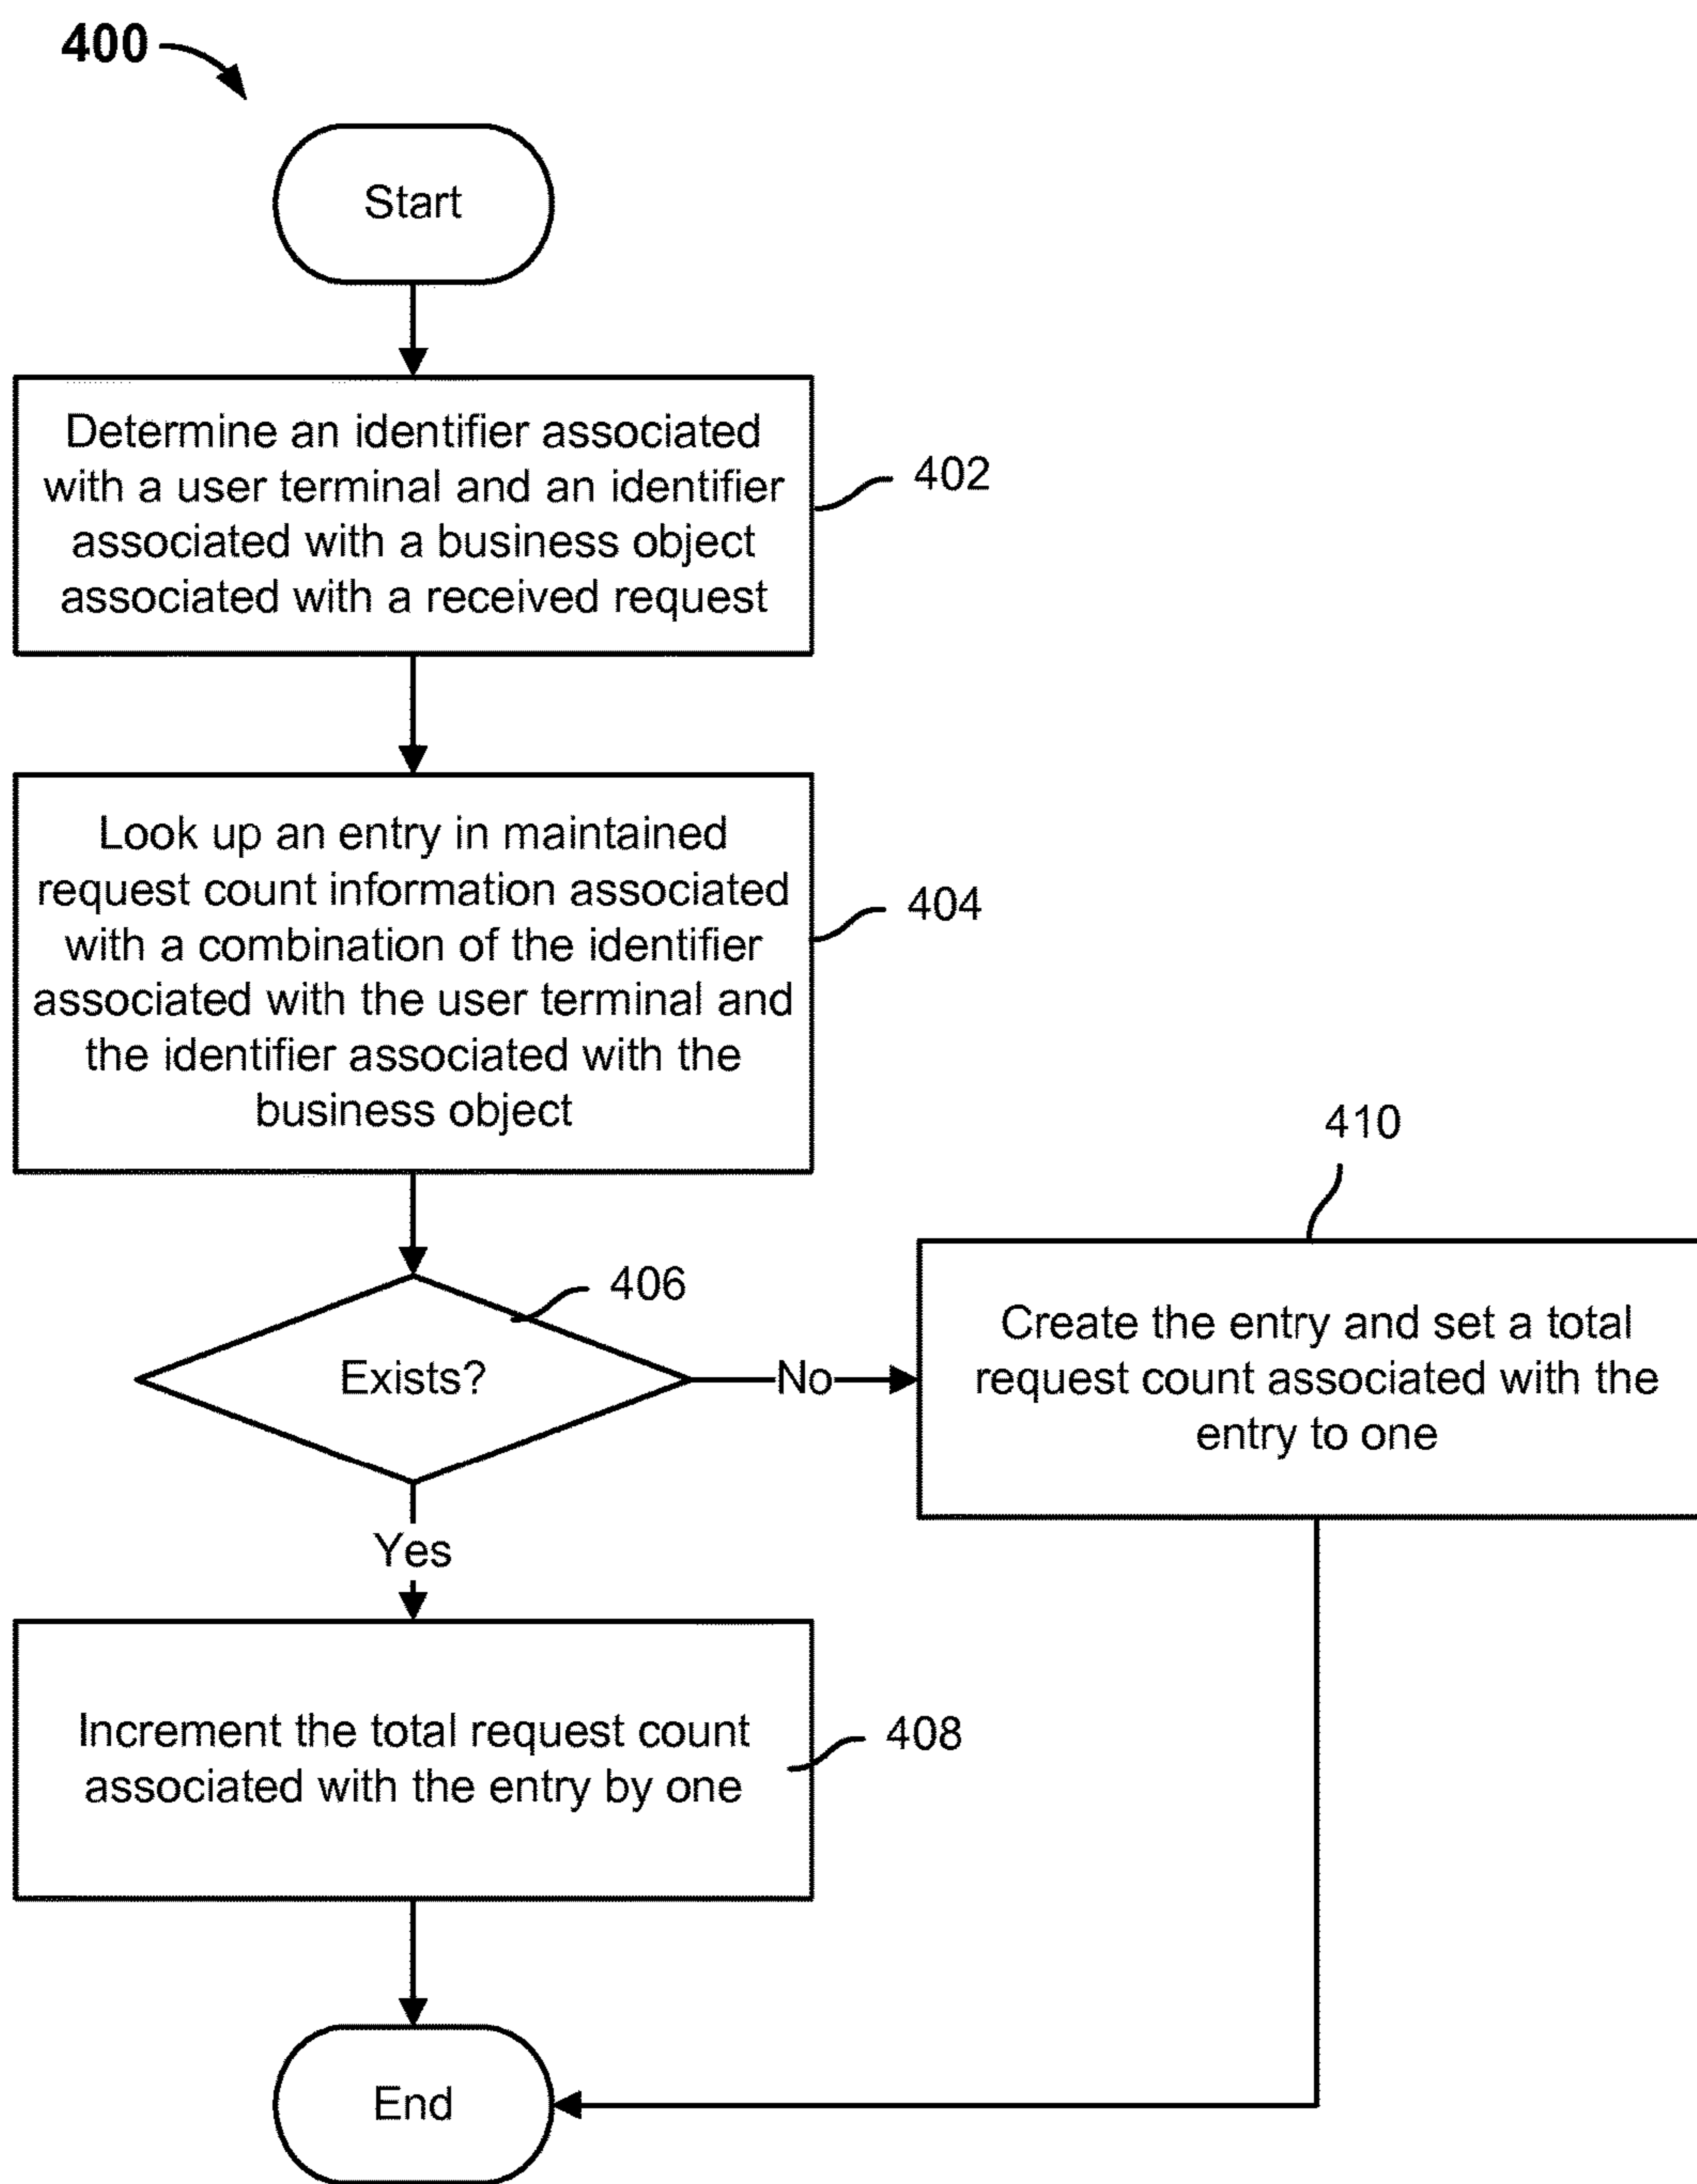 400
Start
Determine an identifier associated
with a user terminal and an identifier
associated with a business object
associated with a received request
402
Look up an entry in maintained
request count information associated
with a combination of the identifier
associated with the user terminal and
the identifier associated with the
business object
404
406
Exists?
No
410
Create the entry and set a total
request count associated with the
entry to one
Yes
Increment the total request count
associated with the entry by one
408
End